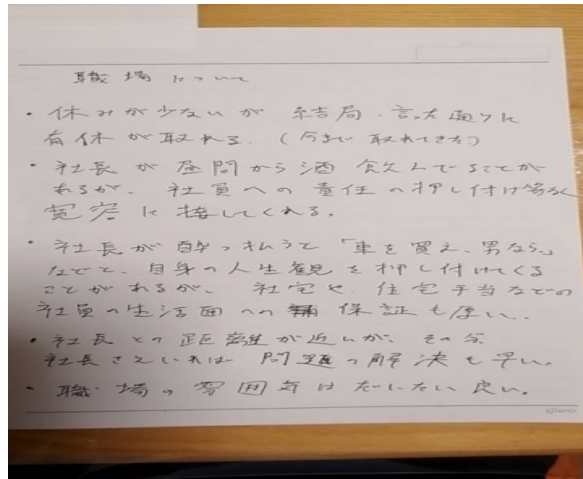 職場について
・休みが少ないが 結局、言った通りに
有休が取れる。(今まで取れてきた)
・社長が昼間から酒飲んでることが
あるが、社員への責任の押し付け等なく
寛容に接してくれる。
・社長が酔っ払うと「車を買え、男なら。」
などと、自身の人生観を押し付けてくる
ことがあるが、社宅や住宅手当などの
社員の生活面への保証も厚い。
・社長との距離が近いが、その分
社長さえいれば問題の解決も早い。
・職場の雰囲気はだいたい良い。